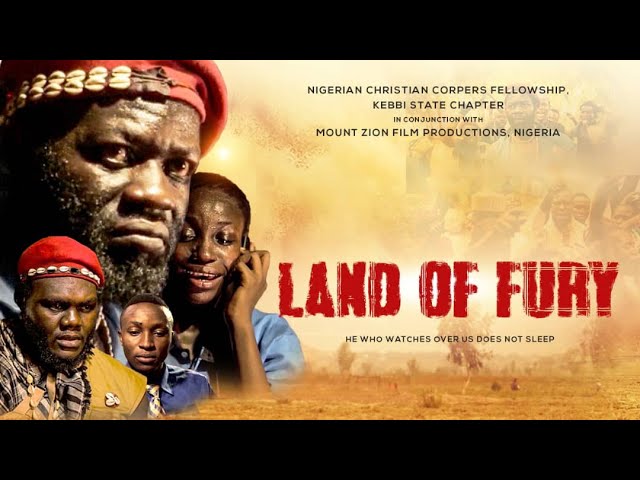 NIGERIAN CHRISTIAN CORPERS FELLOWSHIP,
KEBBI STATE CHAPTER
IN CONJUNCTION WITH
MOUNT ZION FILM PRODUCTIONS, NIGERIA
LAND OF FURY
HE WHO WATCHES OVER US DOES NOT SLEEP